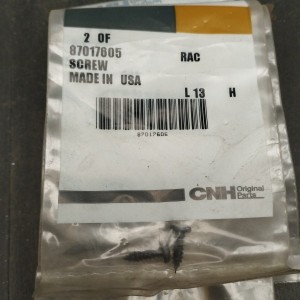 2 OF
87017605 RAC
SCREW
MADE IN USA
L 13 H
87017605
CNH Original
Parts